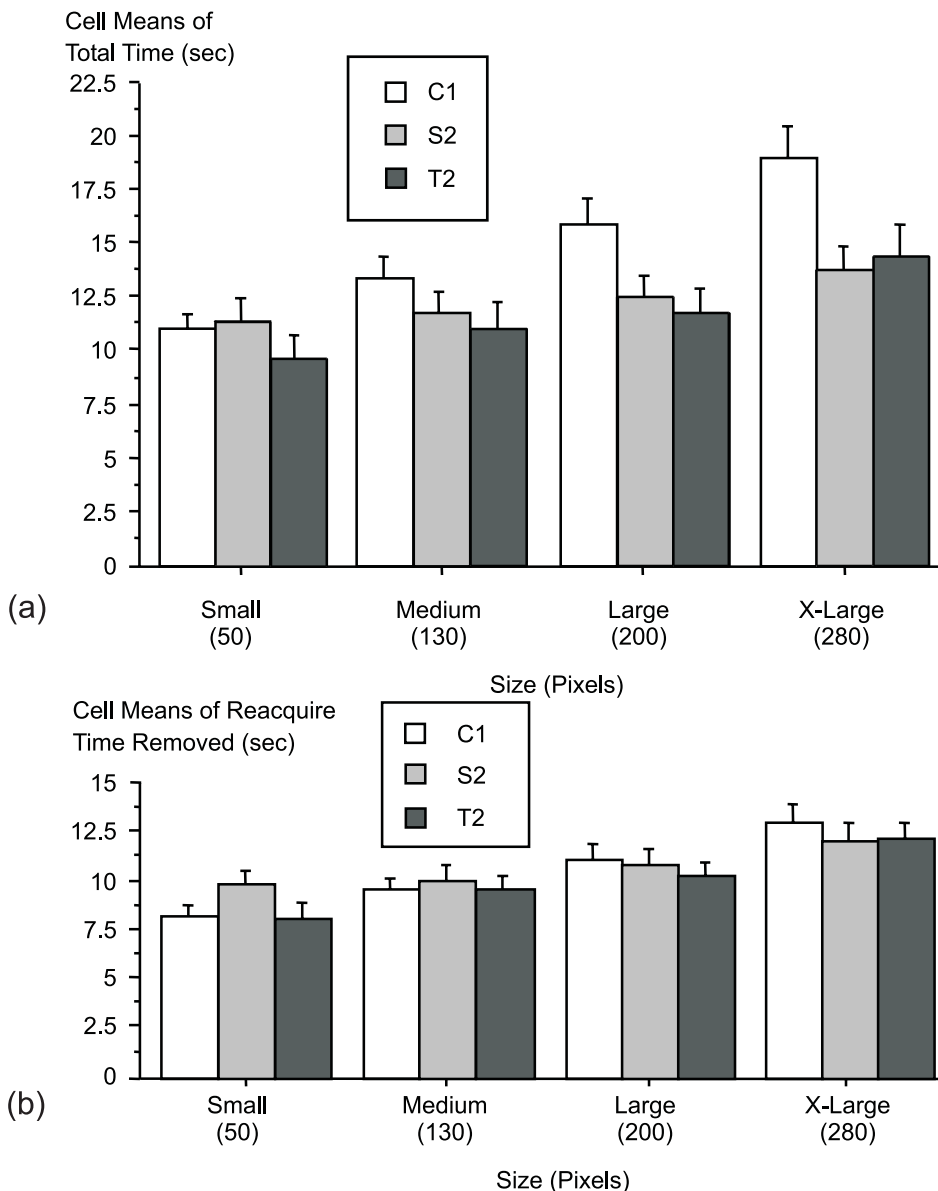 Cell Means of
Total Time (sec)
22.5
20
17.5
15
12.5
10
7.5
5
2.5
0
C1
S2
T2
(a)
Small Medium Large X-Large
(50) (130) (200) (280)
Size (Pixels)
Cell Means of Reacquire
Time Removed (sec)
C1
S2
T2
15
12.5
10
7.5
5
2.5
0
(b)
Small Medium Large X-Large
(50) (130) (200) (280)
Size (Pixels)